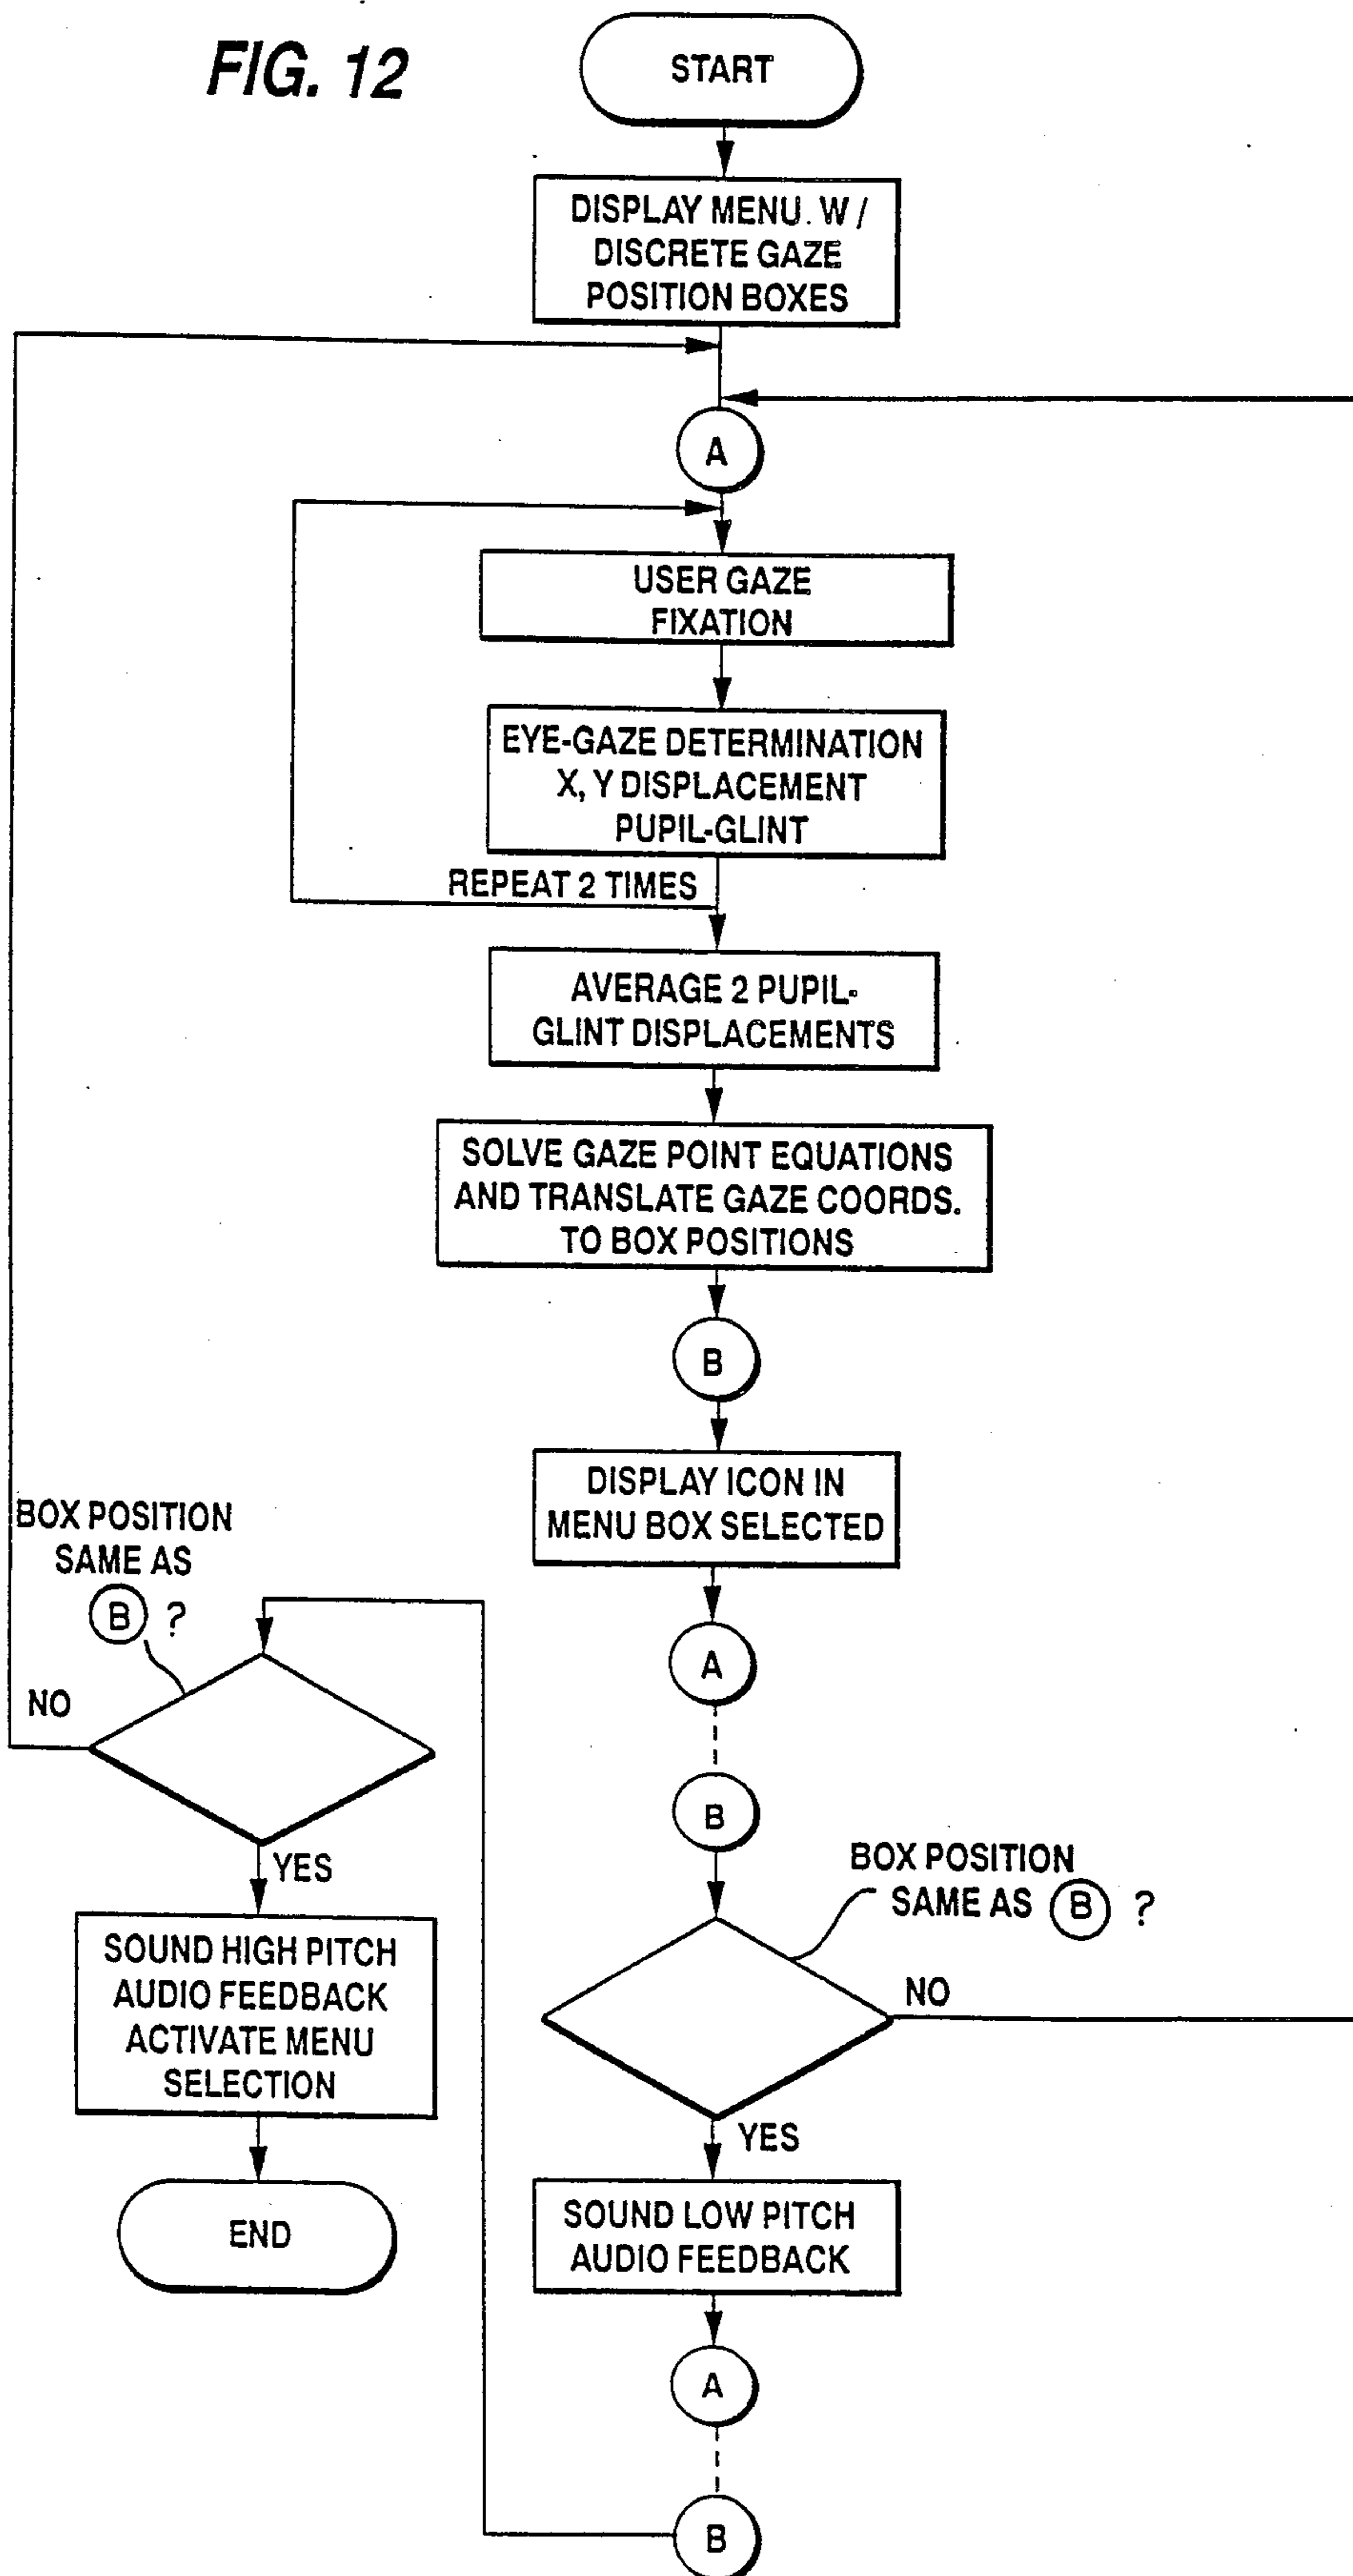 FIG. 12
START
DISPLAY MENU. W /
DISCRETE GAZE
POSITION BOXES
A
USER GAZE
FIXATION
EYE-GAZE DETERMINATION
X, Y DISPLACEMENT
PUPIL-GLINT
REPEAT 2 TIMES
AVERAGE 2 PUPIL-
GLINT DISPLACEMENTS
SOLVE GAZE POINT EQUATIONS
AND TRANSLATE GAZE COORDS.
TO BOX POSITIONS
B
DISPLAY ICON IN
MENU BOX SELECTED
A
B
BOX POSITION
SAME AS B ?
NO
YES
SOUND LOW PITCH
AUDIO FEEDBACK
A
B
BOX POSITION
SAME AS
B ?
NO
YES
SOUND HIGH PITCH
AUDIO FEEDBACK
ACTIVATE MENU
SELECTION
END